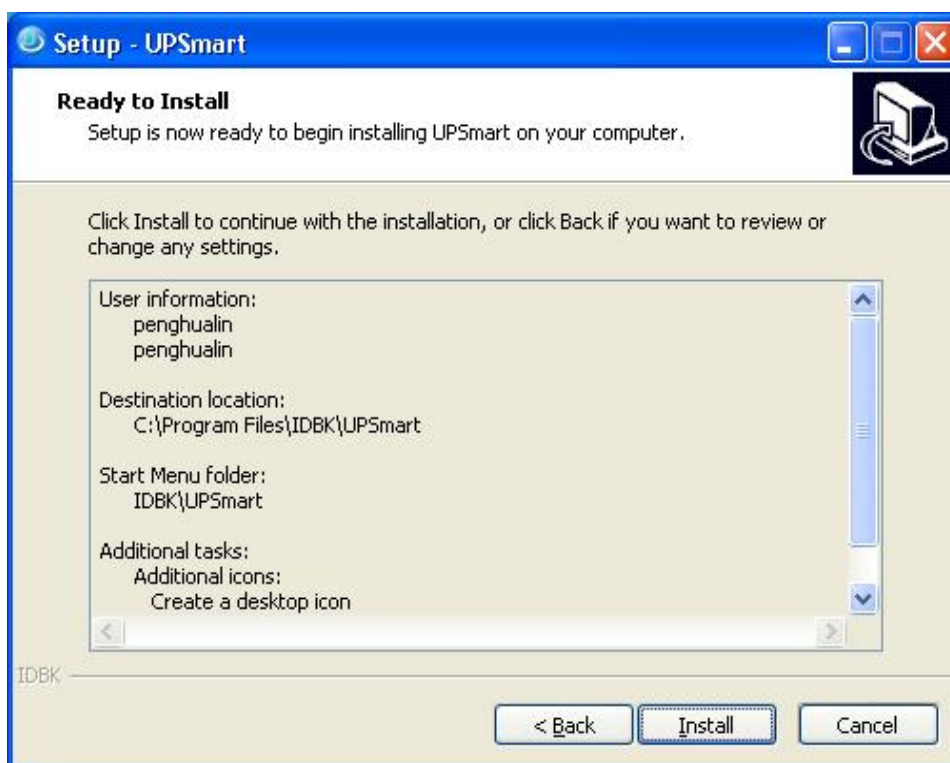 Setup - UPSmart
Ready to Install
Setup is now ready to begin installing UPSmart on your computer.
Click Install to continue with the installation, or click Back if you want to review or
change any settings.
User information:
penghualin
penghualin
Destination location:
C:\Program Files\IDBK\UPSmart
Start Menu folder:
IDBK\UPSmart
Additional tasks:
Additional icons:
Create a desktop icon
IDBK
< Back
Install
Cancel